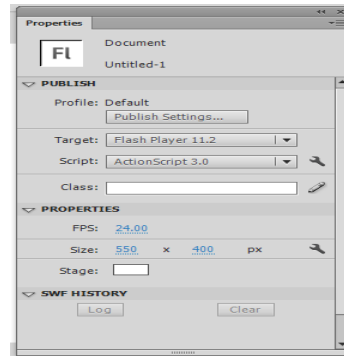 Properties
Fl
Document
Untitled-1
PUBLISH
Profile: Default
Publish Settings...
Target: Flash Player 11.2
Script: ActionScript 3.0
Class:
PROPERTIES
FPS: 24.00
Size: 550 x 400 px
Stage:
SWF HISTORY
Log Clear